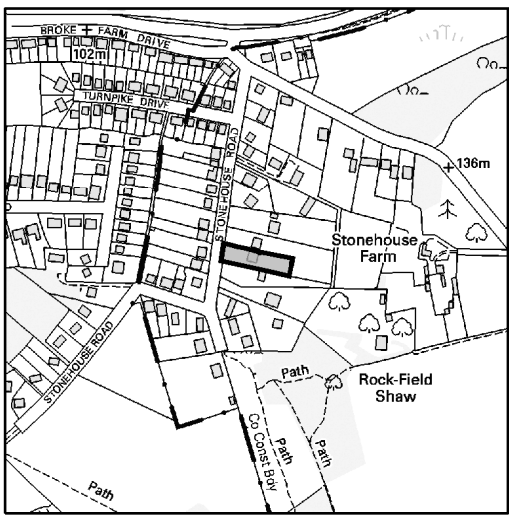 BROKE FARM DRIVE
102m
TURNPIKE DRIVE
136m
STONEHOUSE ROAD
Stonehouse
Farm
STONEHOUSE ROAD
Path
Rock-Field
Shaw
Co Const Bdy
Path
Path
Path